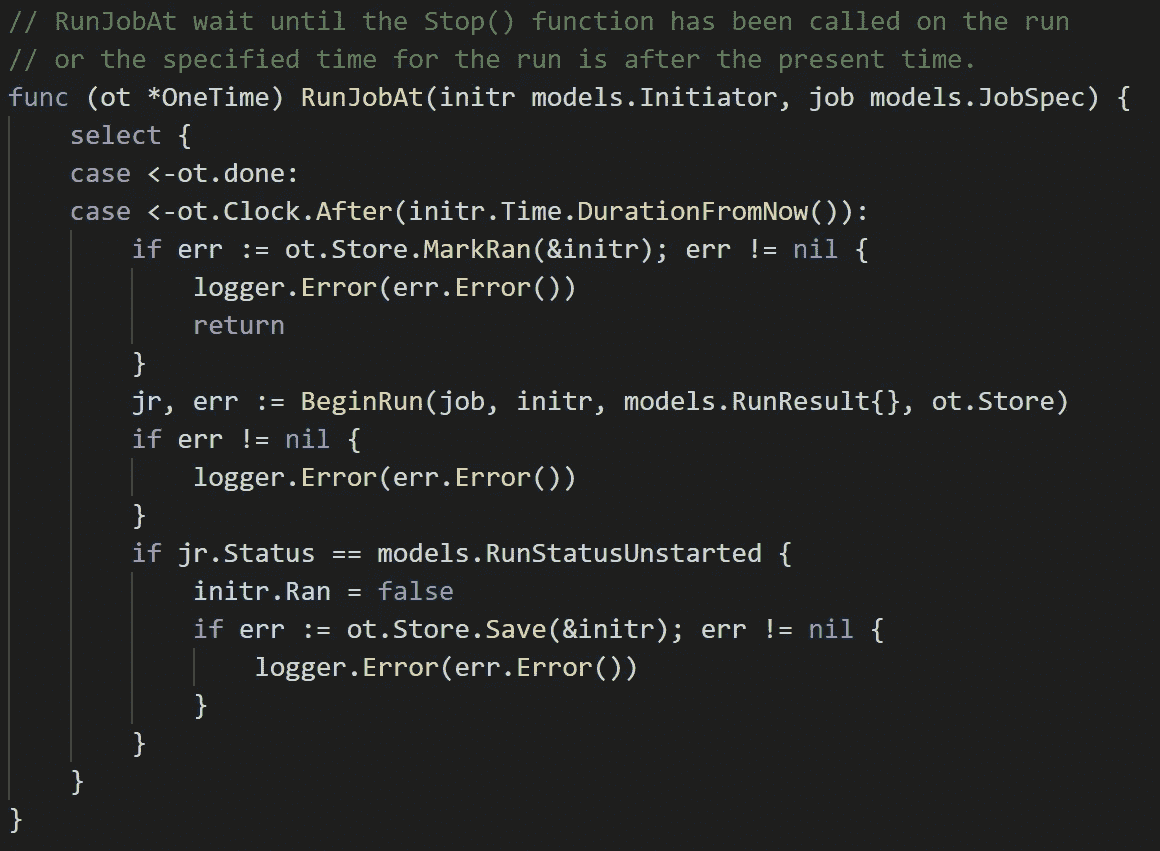 // RunJobAt wait until the Stop() function has been called on the run
// or the specified time for the run is after the present time.
func (ot *OneTime) RunJobAt(initr models.Initiator, job models.JobSpec) {
    select {
    case <-ot.done:
    case <-ot.Clock.After(initr.Time.DurationFromNow()):
        if err := ot.Store.MarkRan(&initr); err != nil {
            logger.Error(err.Error())
            return
        }
        jr, err := BeginRun(job, initr, models.RunResult{}, ot.Store)
        if err != nil {
            logger.Error(err.Error())
        }
        if jr.Status == models.RunStatusUnstarted {
            initr.Ran = false
            if err := ot.Store.Save(&initr); err != nil {
                logger.Error(err.Error())
            }
        }
    }
}